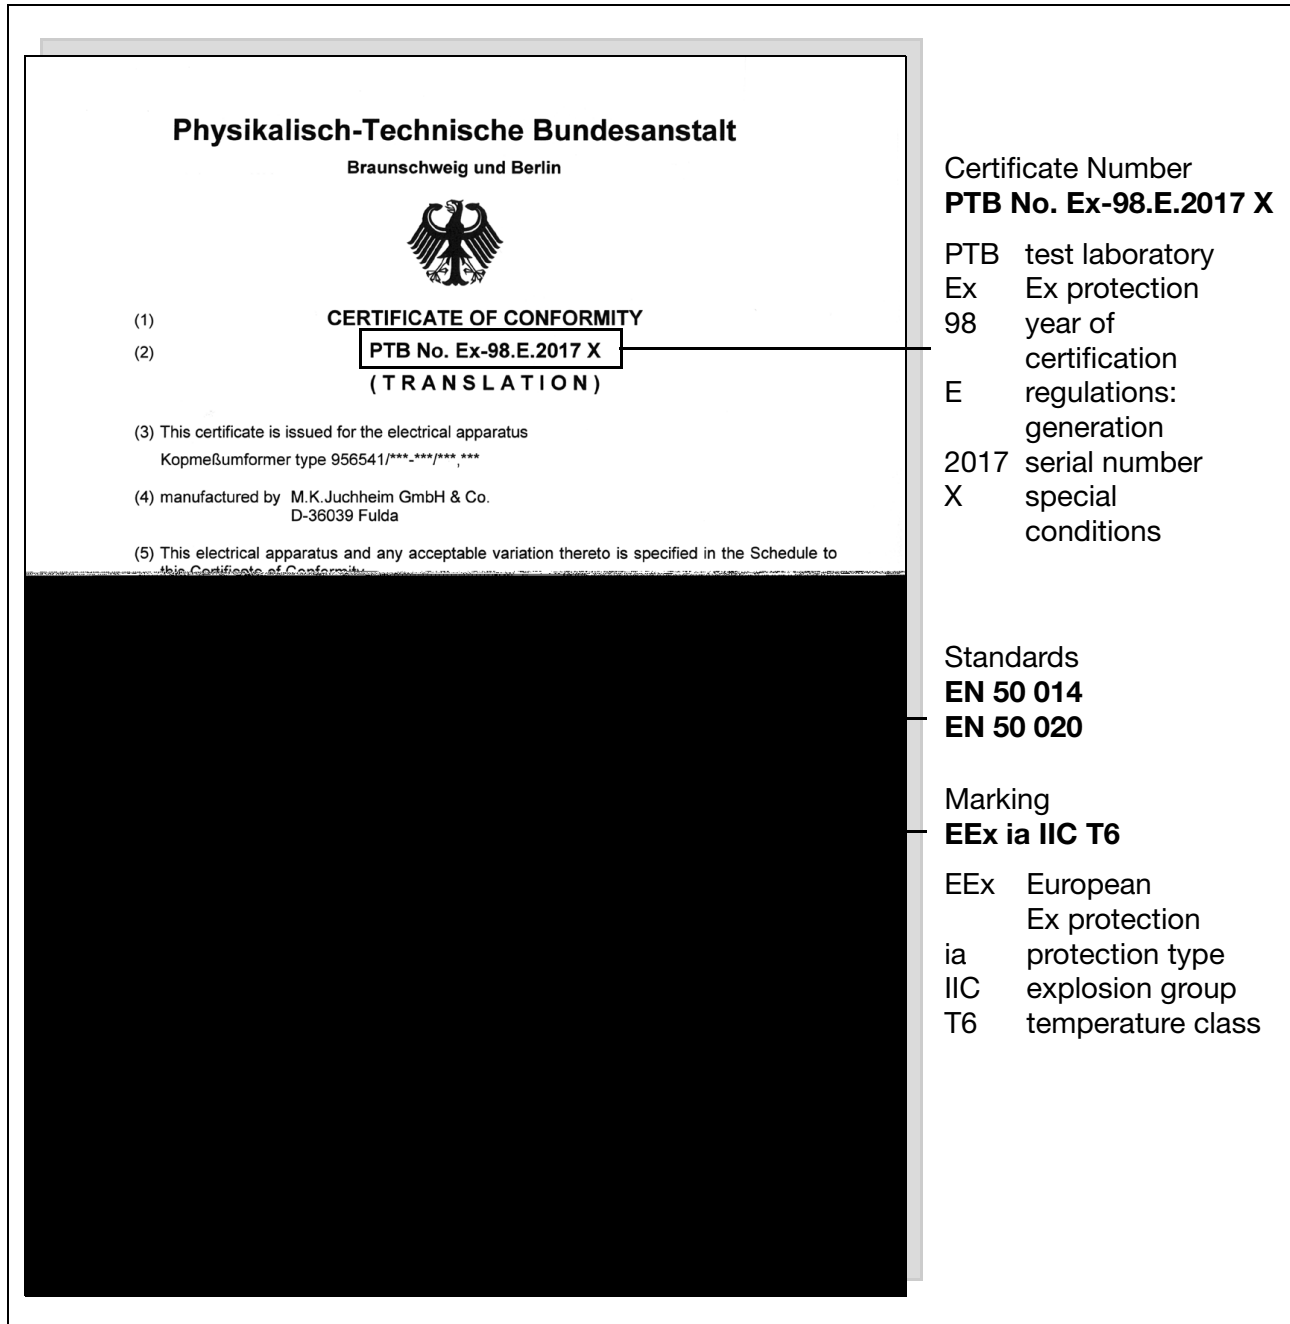 Physikalisch-Technische Bundesanstalt
Braunschweig und Berlin
(1) CERTIFICATE OF CONFORMITY
(2) PTB No. Ex-98.E.2017 X
(TRANSLATION)
(3) This certificate is issued for the electrical apparatus
Kopmeßumformer type 956541/***-***/***,***
(4) manufactured by M.K.Juchheim GmbH & Co.
D-36039 Fulda
(5) This electrical apparatus and any acceptable variation thereto is specified in the Schedule to
this Certificate of Conformity
Certificate Number
PTB No. Ex-98.E.2017 X
PTB test laboratory
Ex Ex protection
98 year of
certification
E regulations:
generation
2017 serial number
X special
conditions
Standards
EN 50 014
EN 50 020
Marking
EEx ia IIC T6
EEx European
Ex protection
ia protection type
IIC explosion group
T6 temperature class